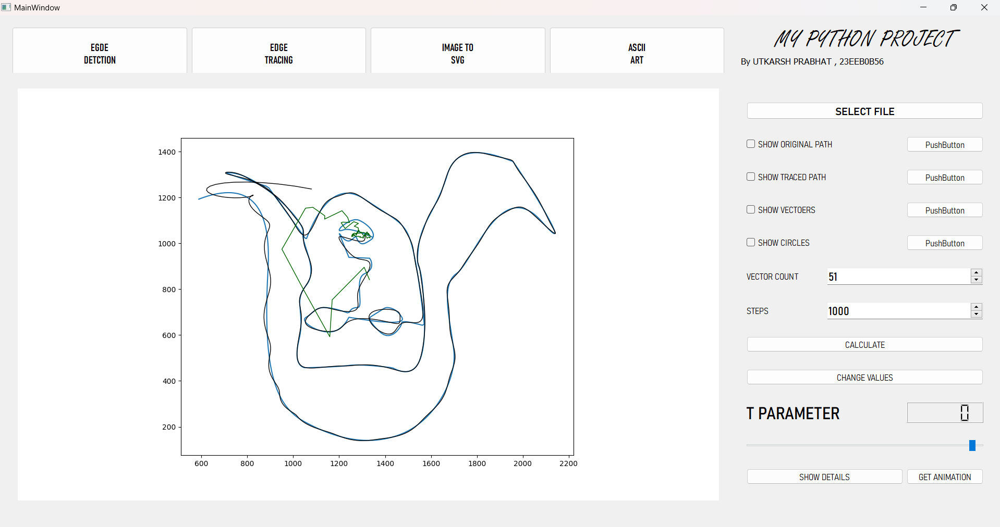 MainWindow
EGDE
DETCTION
EDGE
TRACING
IMAGE TO
SVG
ASCII
ART
MY PYTHON PROJECT
By UTKARSH PRABHAT , 23EEB0B56
SELECT FILE
SHOW ORIGINAL PATH
PushButton
SHOW TRACED PATH
PushButton
SHOW VECTOERS
PushButton
SHOW CIRCLES
PushButton
VECTOR COUNT
51
STEPS
1000
CALCULATE
CHANGE VALUES
T PARAMETER
0
SHOW DETAILS
GET ANIMATION
1400
1200
1000
800
600
400
200
600 800 1000 1200 1400 1600 1800 2000 2200